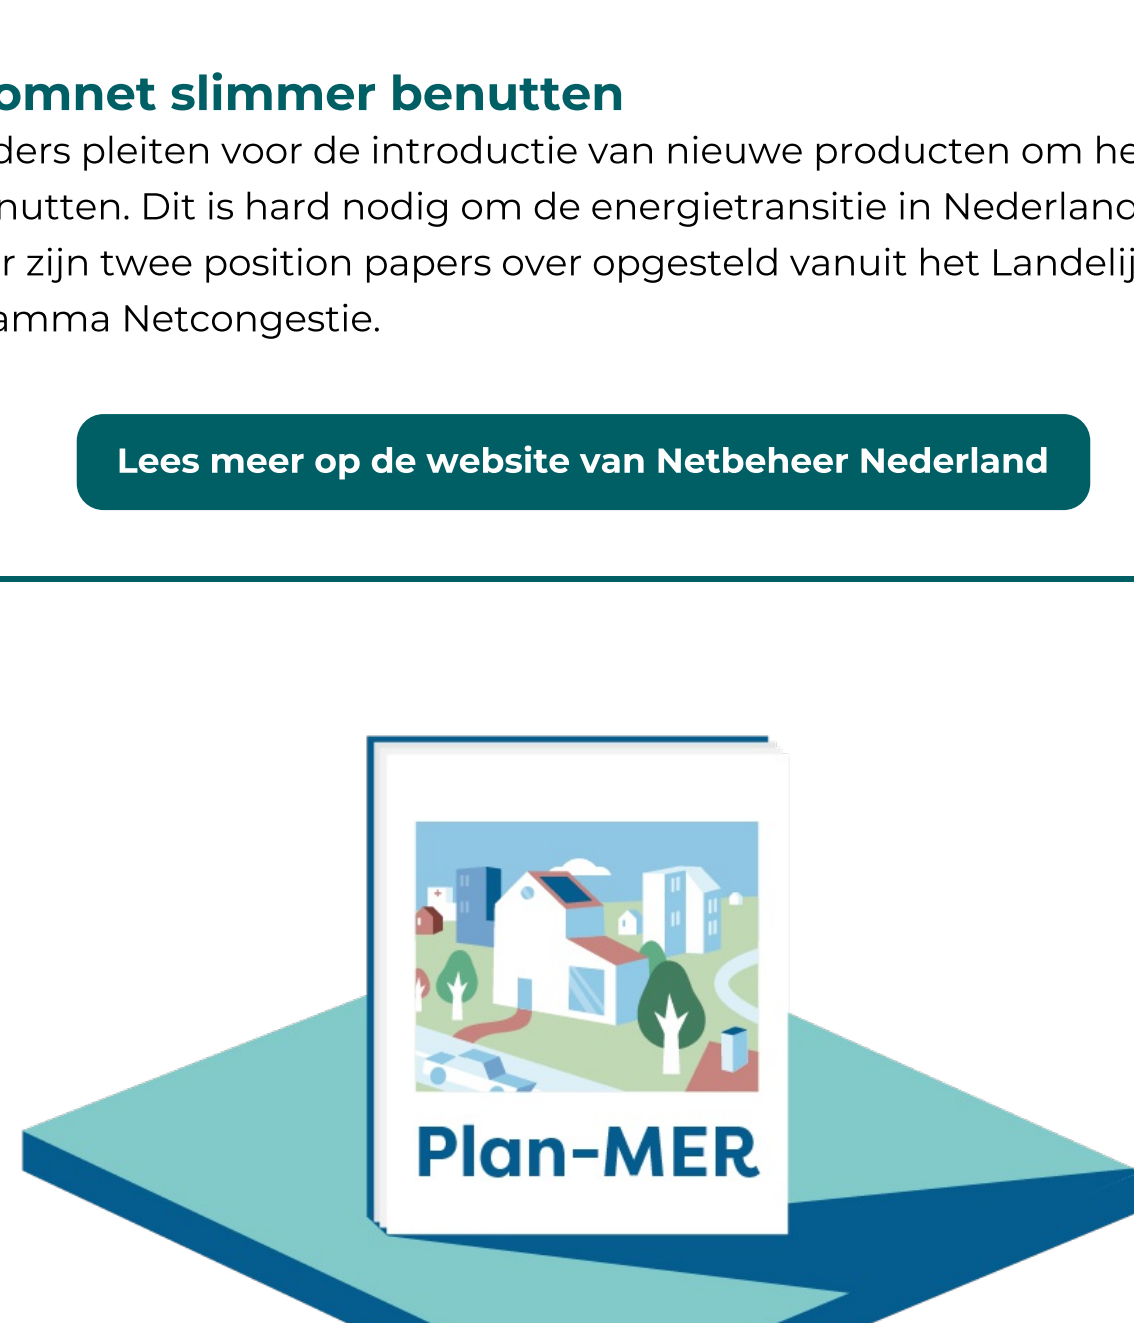 omnet slimmer benutten
ders pleiten voor de introductie van nieuwe producten om he
nutten. Dit is hard nodig om de energietransitie in Nederland
r zijn twee position papers over opgesteld vanuit het Landelij
amma Netcongestie.
Lees meer op de website van Netbeheer Nederland
Plan-MER